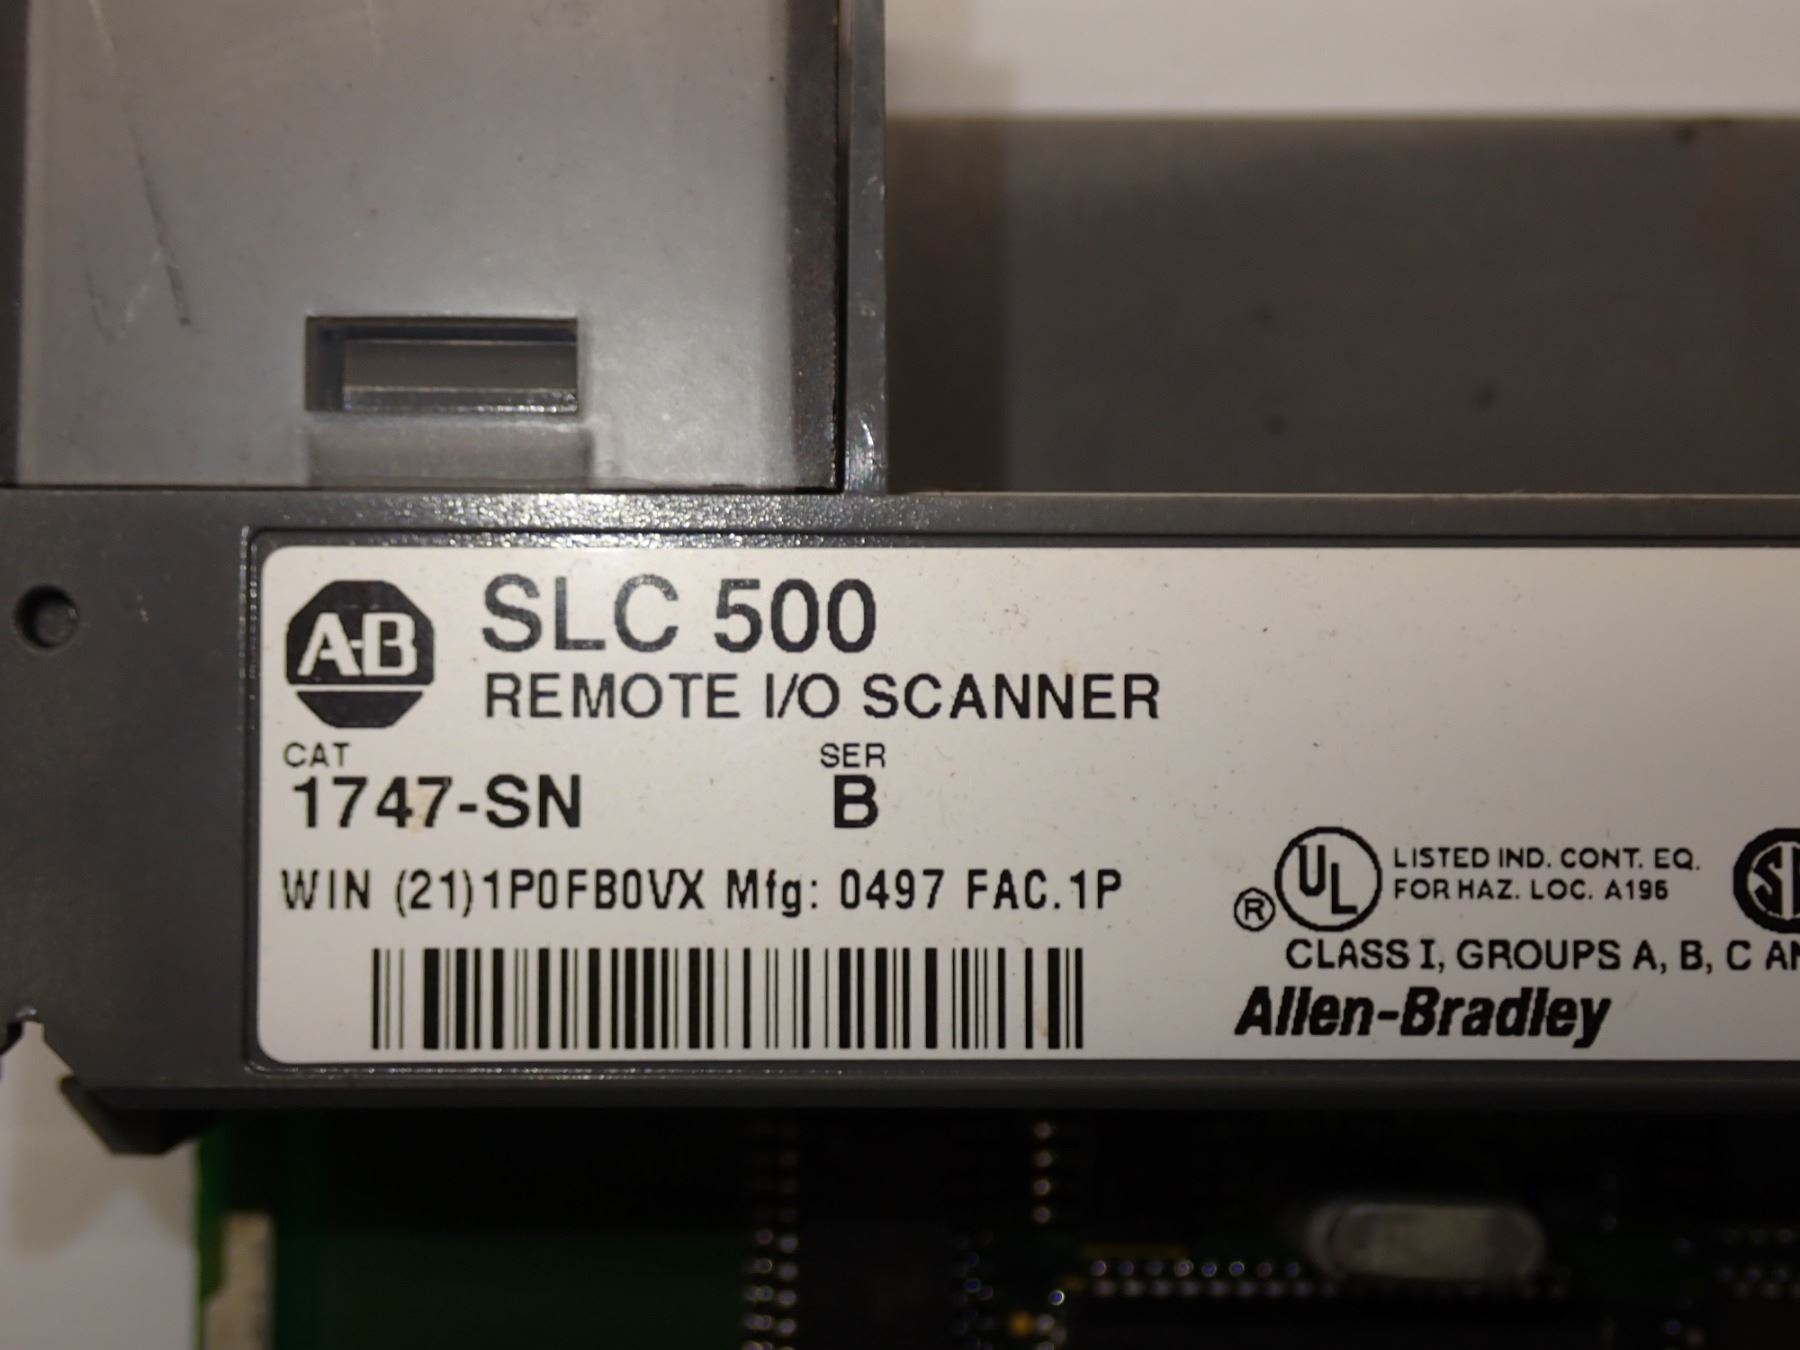 A-B
SLC 500
REMOTE I/O SCANNER
CAT SER
1747-SN B
WIN (21)1P0FB0VX Mfg: 0497 FAC.1P
® UL LISTED IND. CONT. EQ.
FOR HAZ. LOC. A196
CLASS I, GROUPS A, B, C
Allen-Bradley